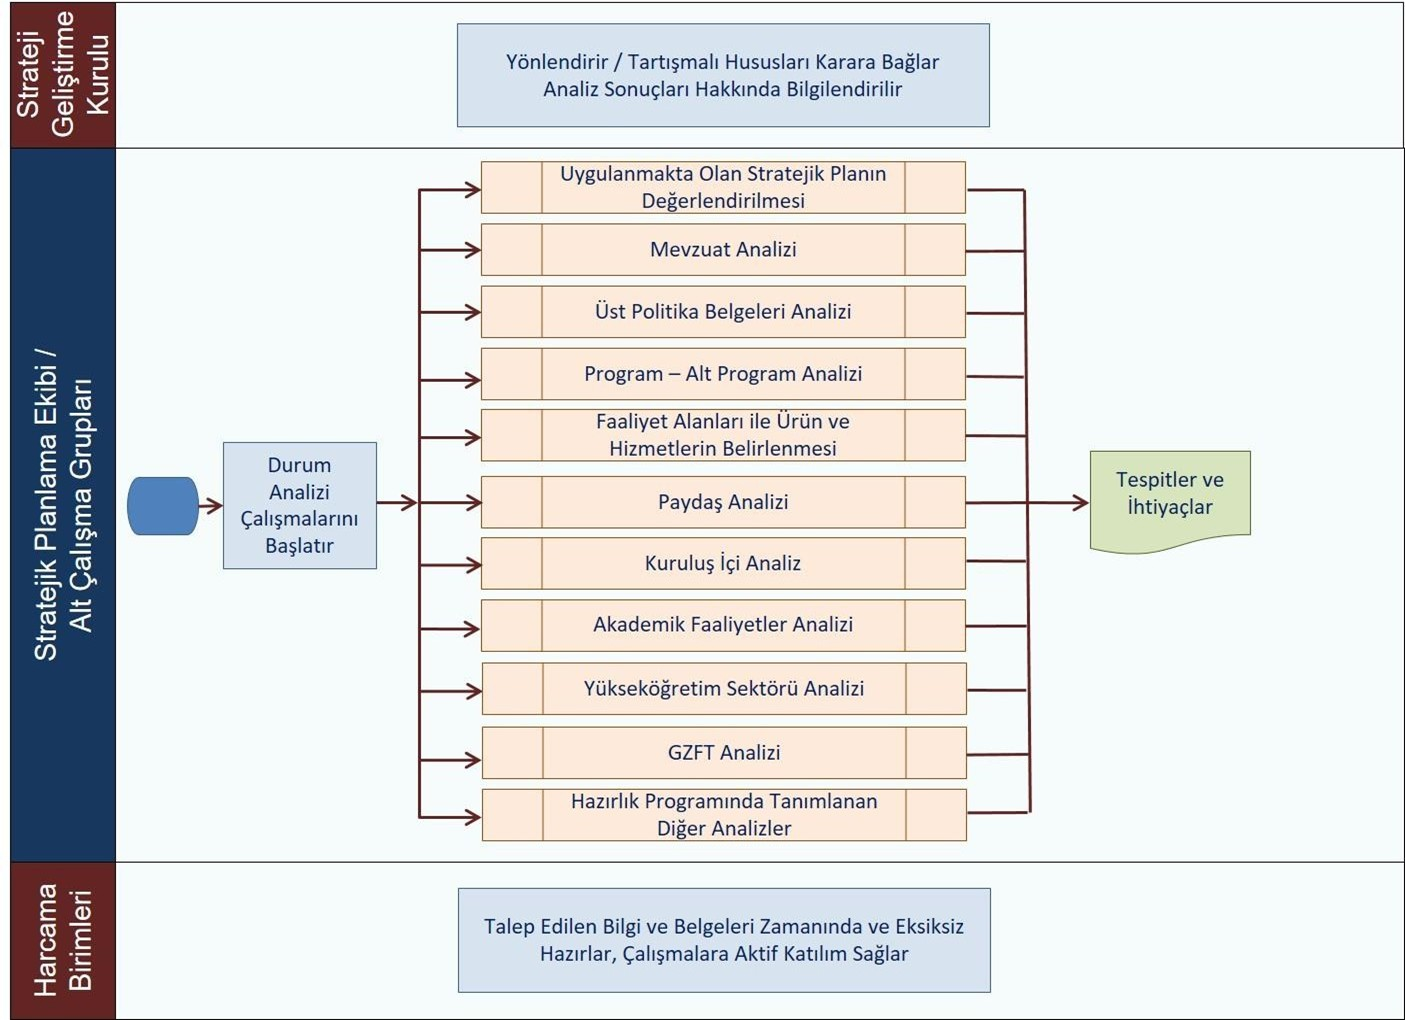 Strateji
Geliştirme
Kurulu
Yönlendirir / Tartışmalı Hususları Karara Bağlar
Analiz Sonuçları Hakkında Bilgilendirilir
Stratejik Planlama Ekibi /
Alt Çalışma Grupları
Durum
Analizi
Çalışmalarını
Başlatır
Uygulanmakta Olan Stratejik Planın
Değerlendirilmesi
Mevzuat Analizi
Üst Politika Belgeleri Analizi
Program – Alt Program Analizi
Faaliyet Alanları ile Ürün ve
Hizmetlerin Belirlenmesi
Paydaş Analizi
Kuruluş İçi Analiz
Akademik Faaliyetler Analizi
Yükseköğretim Sektörü Analizi
GZFT Analizi
Hazırlık Programında Tanımlanan
Diğer Analizler
Tespitler ve
İhtiyaçlar
Harcama
Birimleri
Talep Edilen Bilgi ve Belgeleri Zamanında ve Eksiksiz
Hazırlar, Çalışmalara Aktif Katılım Sağlar